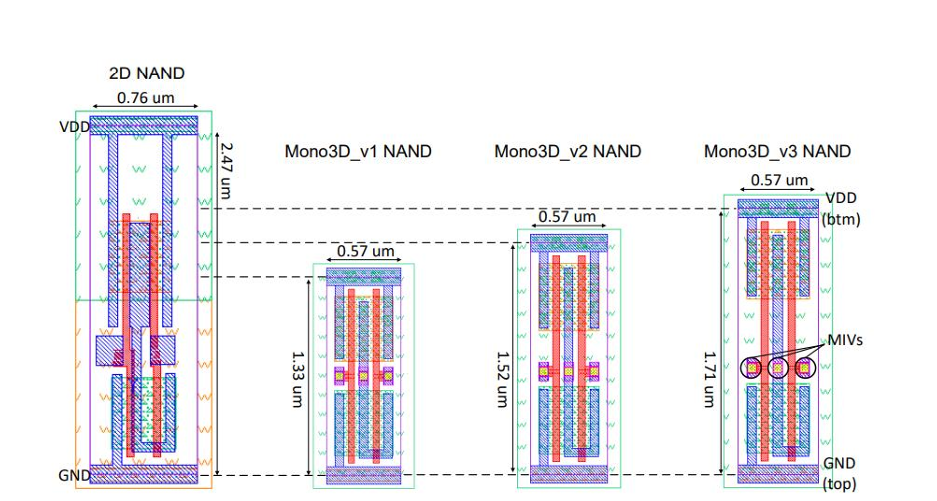 2D NAND
0.76 um
VDD
2.47 um
Mono3D_v1 NAND
0.57 um
1.33 um
Mono3D_v2 NAND
0.57 um
1.52 um
Mono3D_v3 NAND
0.57 um
VDD
(btm)
1.71 um
MIVs
GND
GND
(top)